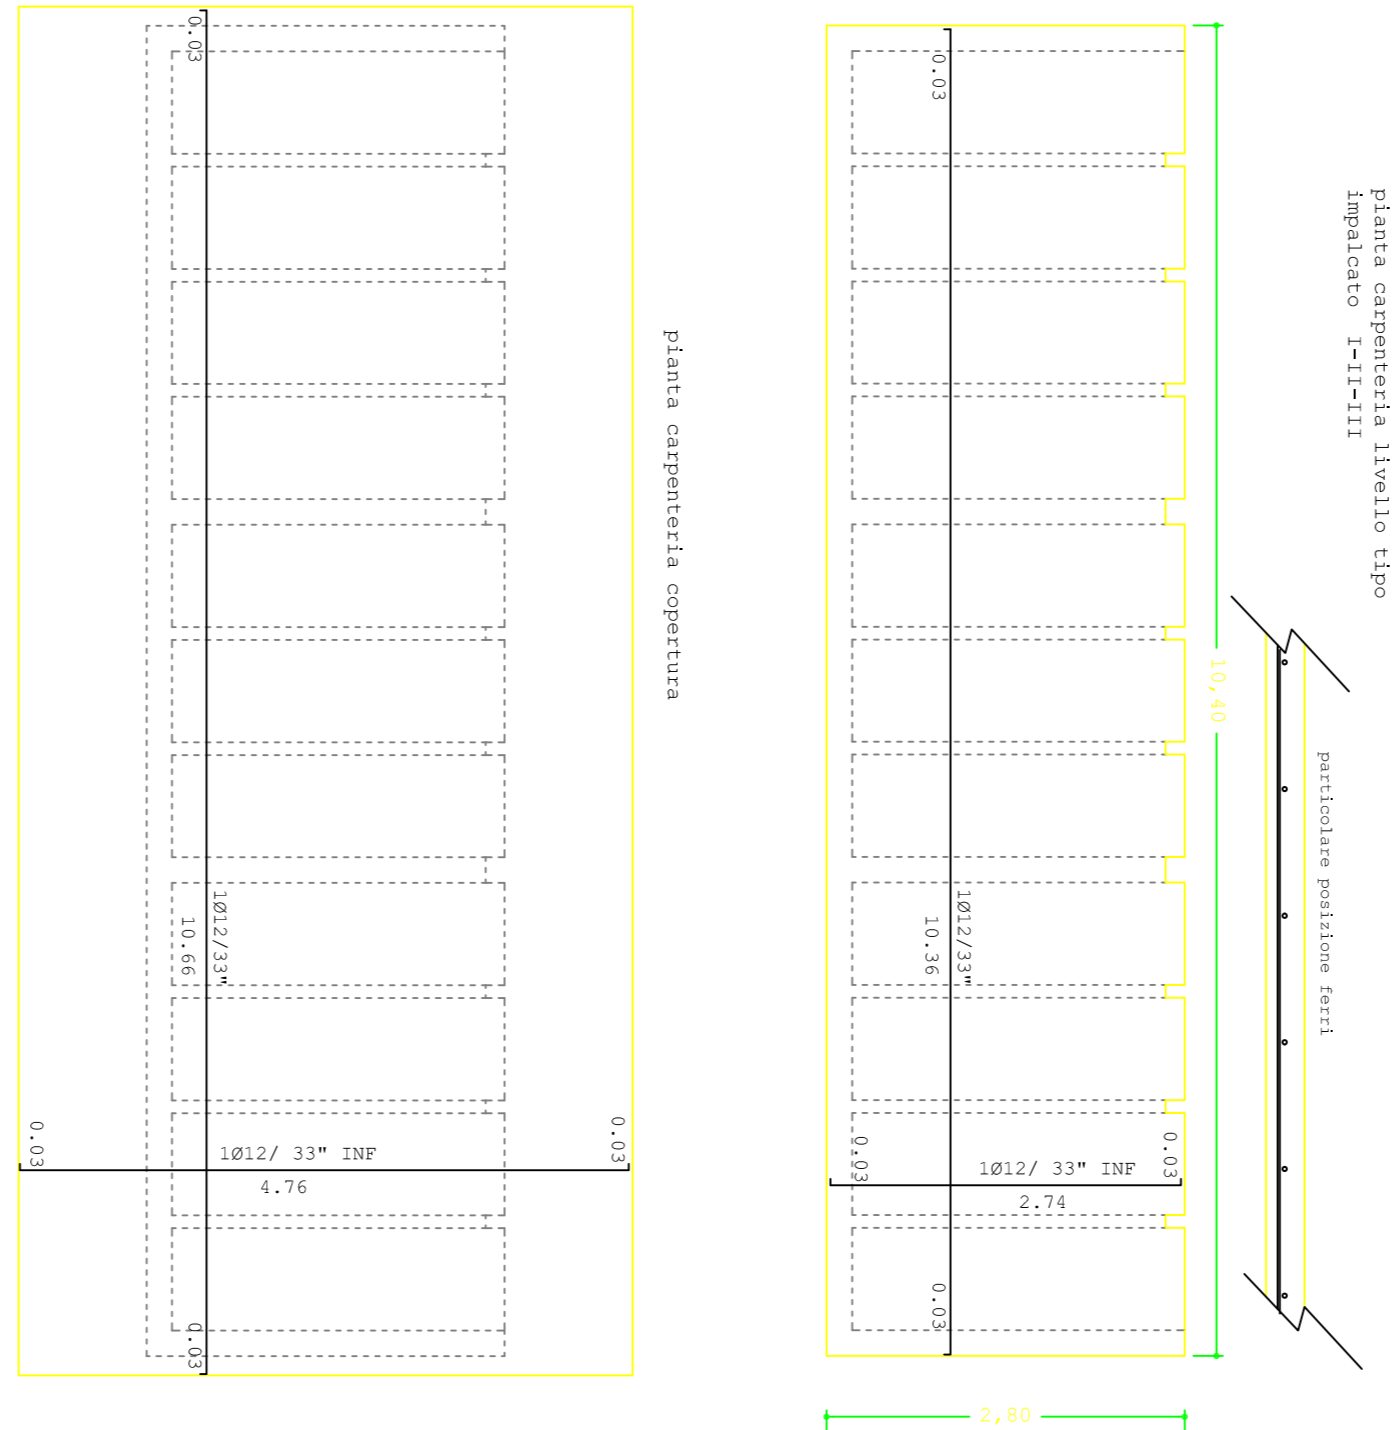 pianta carpenteria livello tipo
impalcato I-II-III
particolare posizione ferri
10,40
0.03
1Ø12/33"
10.36
0.03
0.03
1Ø12/ 33" INF
0.03
2.74
2,80
pianta carpenteria copertura
0.03
1Ø12/33"
10.66
0.03
0.03
1Ø12/ 33" INF
0.03
4.76